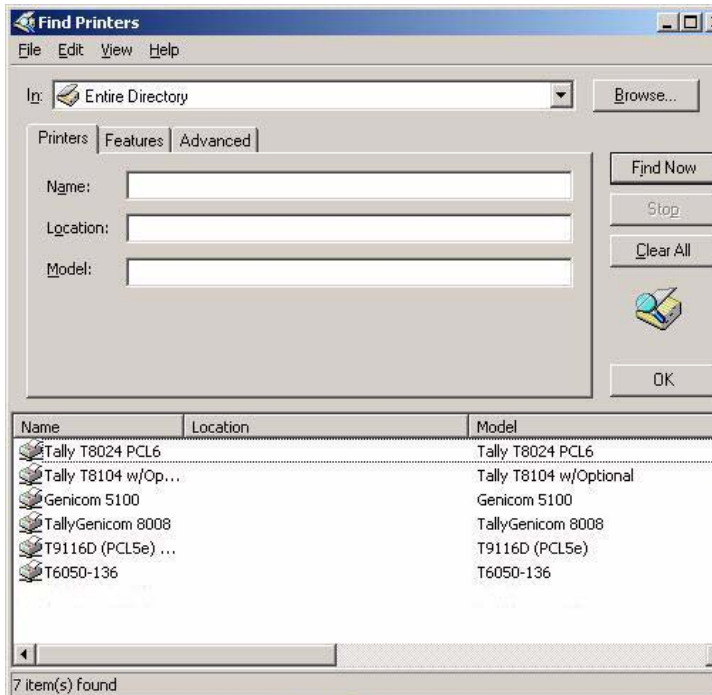 Find Printers
File Edit View Help
In: Entire Directory Browse...
Printers Features Advanced
Name:
Location:
Model:
Find Now
Stop
Clear All
OK
Name Location Model
Tally T8024 PCL6 Tally T8024 PCL6
Tally T8104 w/Op... Tally T8104 w/Optional
Genicom 5100 Genicom 5100
TallyGenicom 8008 TallyGenicom 8008
T9116D (PCL5e) ... T9116D (PCL5e)
T6050-136 T6050-136
7 item(s) found